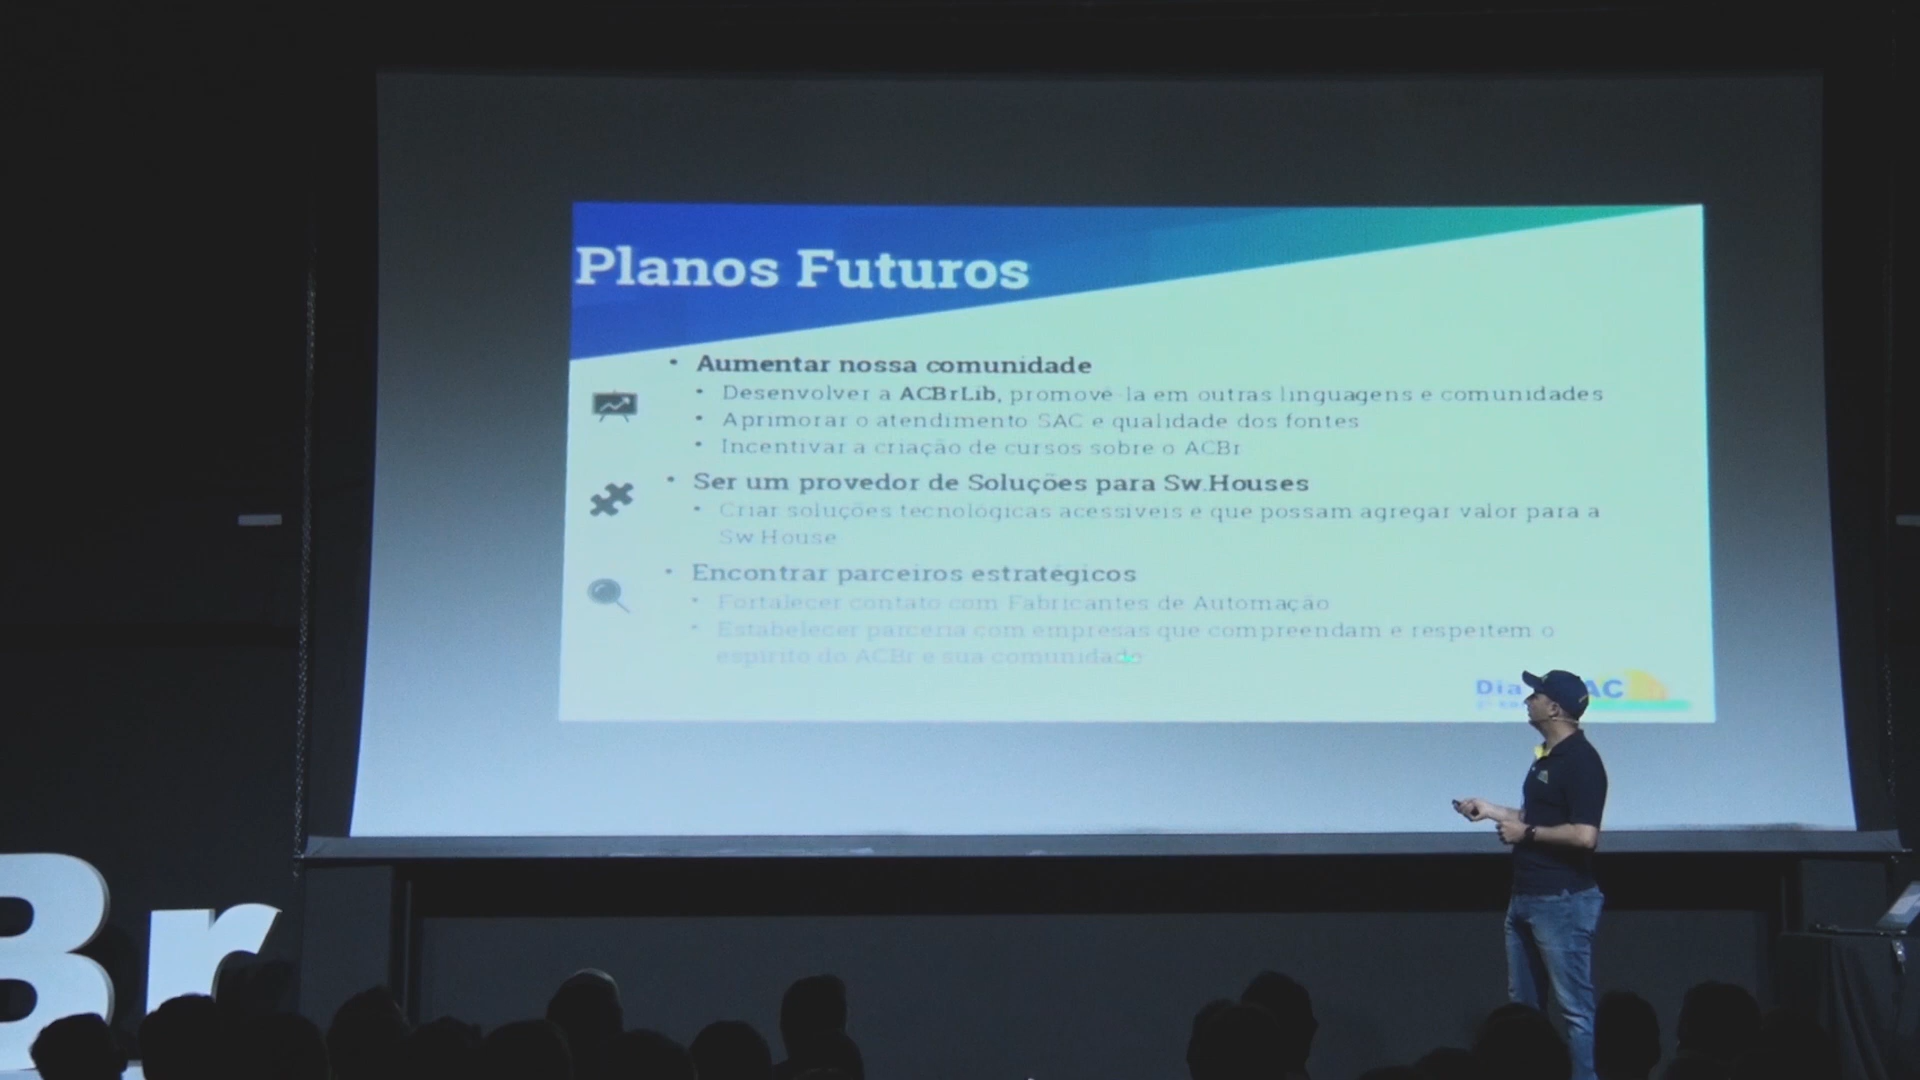 Planos Futuros
• Aumentar nossa comunidade
• Desenvolver a ACBrLib, promovê-la em outras linguagens e comunidades
• Aprimorar o atendimento SAC e qualidade dos fontes
• Incentivar a criação de cursos sobre o ACBr
• Ser um provedor de Soluções para Sw.Houses
• Criar soluções tecnológicas acessíveis e que possam agregar valor para a
Sw.House
• Encontrar parceiros estratégicos
• Fortalecer contato com Fabricantes de Automação
• Estabelecer parceria com empresas que compreendam e respeitem o
espírito do ACBr e sua comunidade
Dia
AC
Br